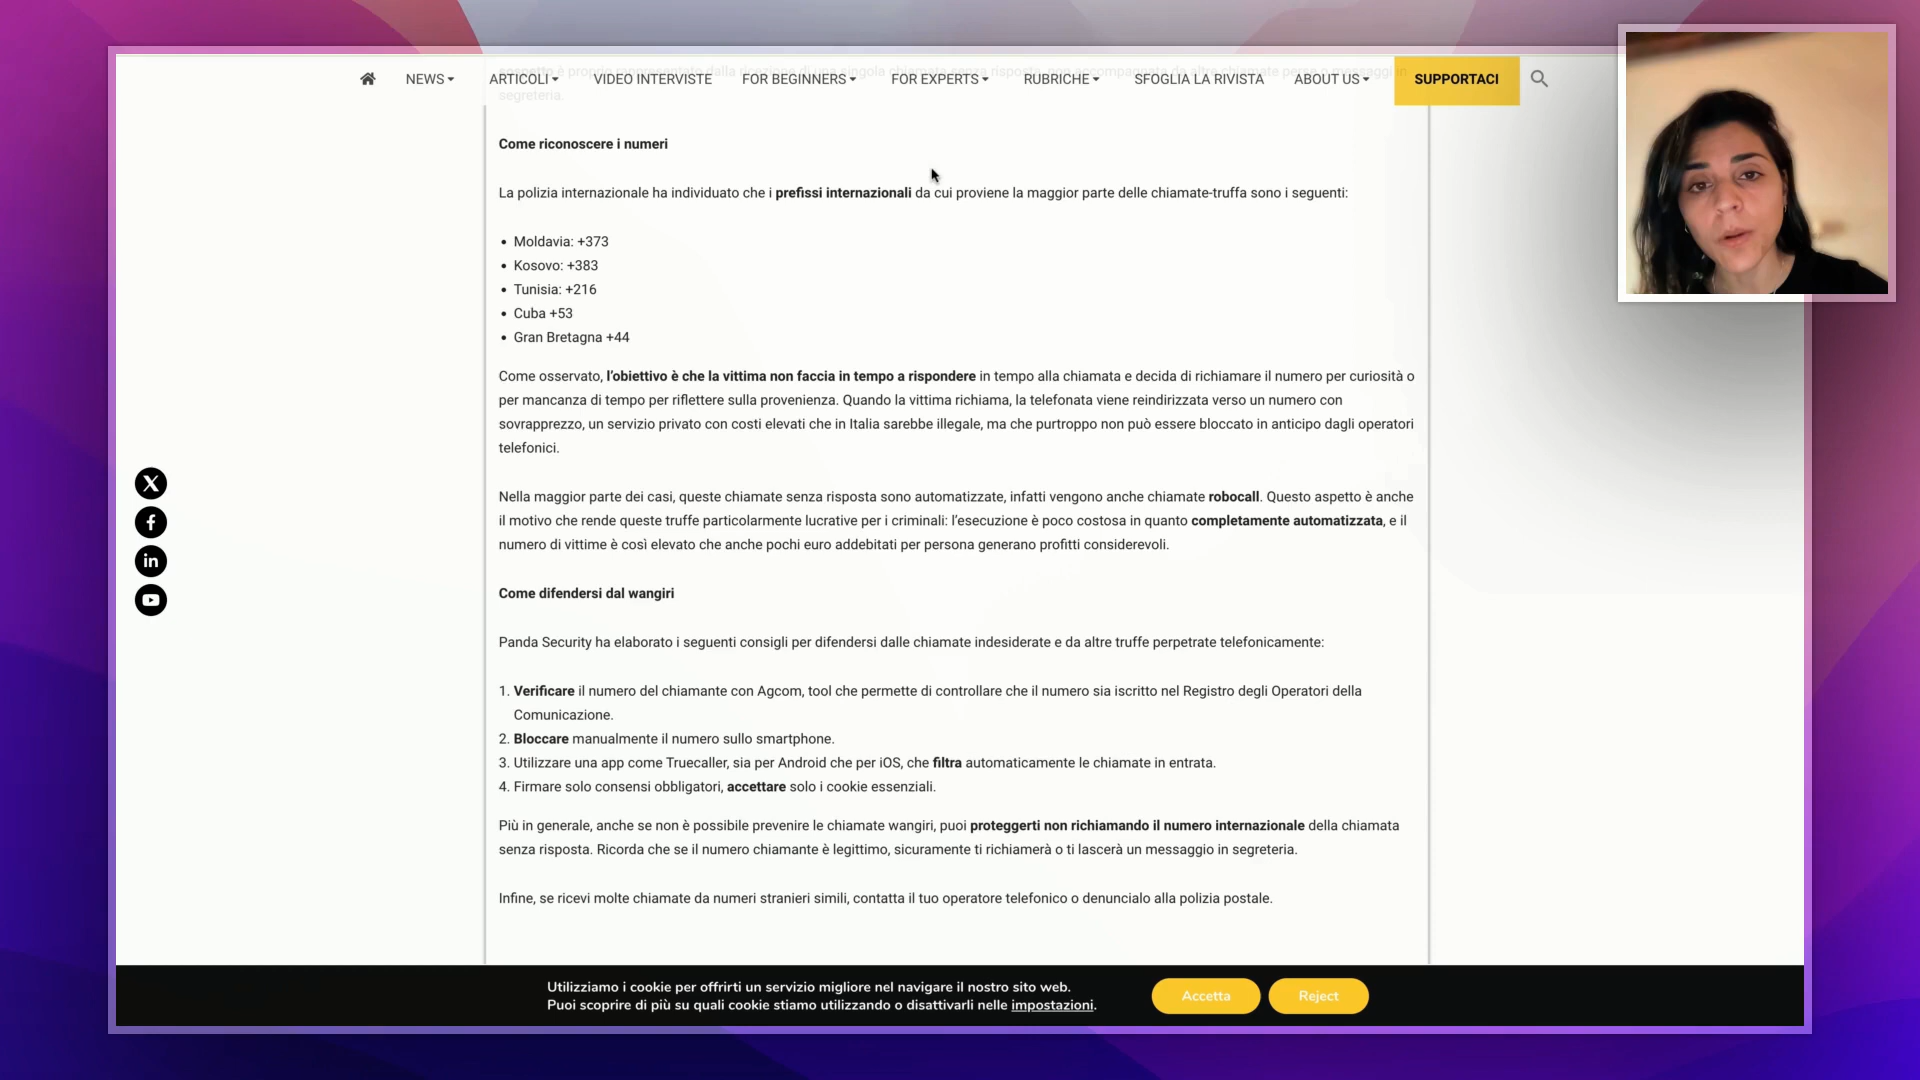 NEWS
ARTICOLI
VIDEO INTERVISTE
FOR BEGINNERS
FOR EXPERTS
RUBRICHE
SFOGLIA LA RIVISTA
ABOUT US
SUPPORTACI
segreteria.
Come riconoscere i numeri
La polizia internazionale ha individuato che i prefissi internazionali da cui proviene la maggior parte delle chiamate-truffa sono i seguenti:
• Moldavia: +373
• Kosovo: +383
• Tunisia: +216
• Cuba +53
• Gran Bretagna +44
Come osservato, l'obiettivo è che la vittima non faccia in tempo a rispondere in tempo alla chiamata e decida di richiamare il numero per curiosità o
per mancanza di tempo per riflettere sulla provenienza. Quando la vittima richiama, la telefonata viene reindirizzata verso un numero con
sovrapprezzo, un servizio privato con costi elevati che in Italia sarebbe illegale, ma che purtroppo non può essere bloccato in anticipo dagli operatori
telefonici.
Nella maggior parte dei casi, queste chiamate senza risposta sono automatizzate, infatti vengono anche chiamate robocall. Questo aspetto è anche
il motivo che rende queste truffe particolarmente lucrative per i criminali: l'esecuzione è poco costosa in quanto completamente automatizzata, e il
numero di vittime è così elevato che anche pochi euro addebitati per persona generano profitti considerevoli.
Come difendersi dal wangiri
Panda Security ha elaborato i seguenti consigli per difendersi dalle chiamate indesiderate e da altre truffe perpetrate telefonicamente:
1. Verificare il numero del chiamante con Agcom, tool che permette di controllare che il numero sia iscritto nel Registro degli Operatori della
Comunicazione.
2. Bloccare manualmente il numero sullo smartphone.
3. Utilizzare una app come Truecaller, sia per Android che per iOS, che filtra automaticamente le chiamate in entrata.
4. Firmare solo consensi obbligatori, accettare solo i cookie essenziali.
Più in generale, anche se non è possibile prevenire le chiamate wangiri, puoi proteggerti non richiamando il numero internazionale della chiamata
senza risposta. Ricorda che se il numero chiamante è legittimo, sicuramente ti richiamerà o ti lascerà un messaggio in segreteria.
Infine, se ricevi molte chiamate da numeri stranieri simili, contatta il tuo operatore telefonico o denuncialo alla polizia postale.
Utilizziamo i cookie per offrirti un servizio migliore nel navigare il nostro sito web.
Puoi scoprire di più su quali cookie stiamo utilizzando o disattivarli nelle impostazioni.
Accetta
Reject